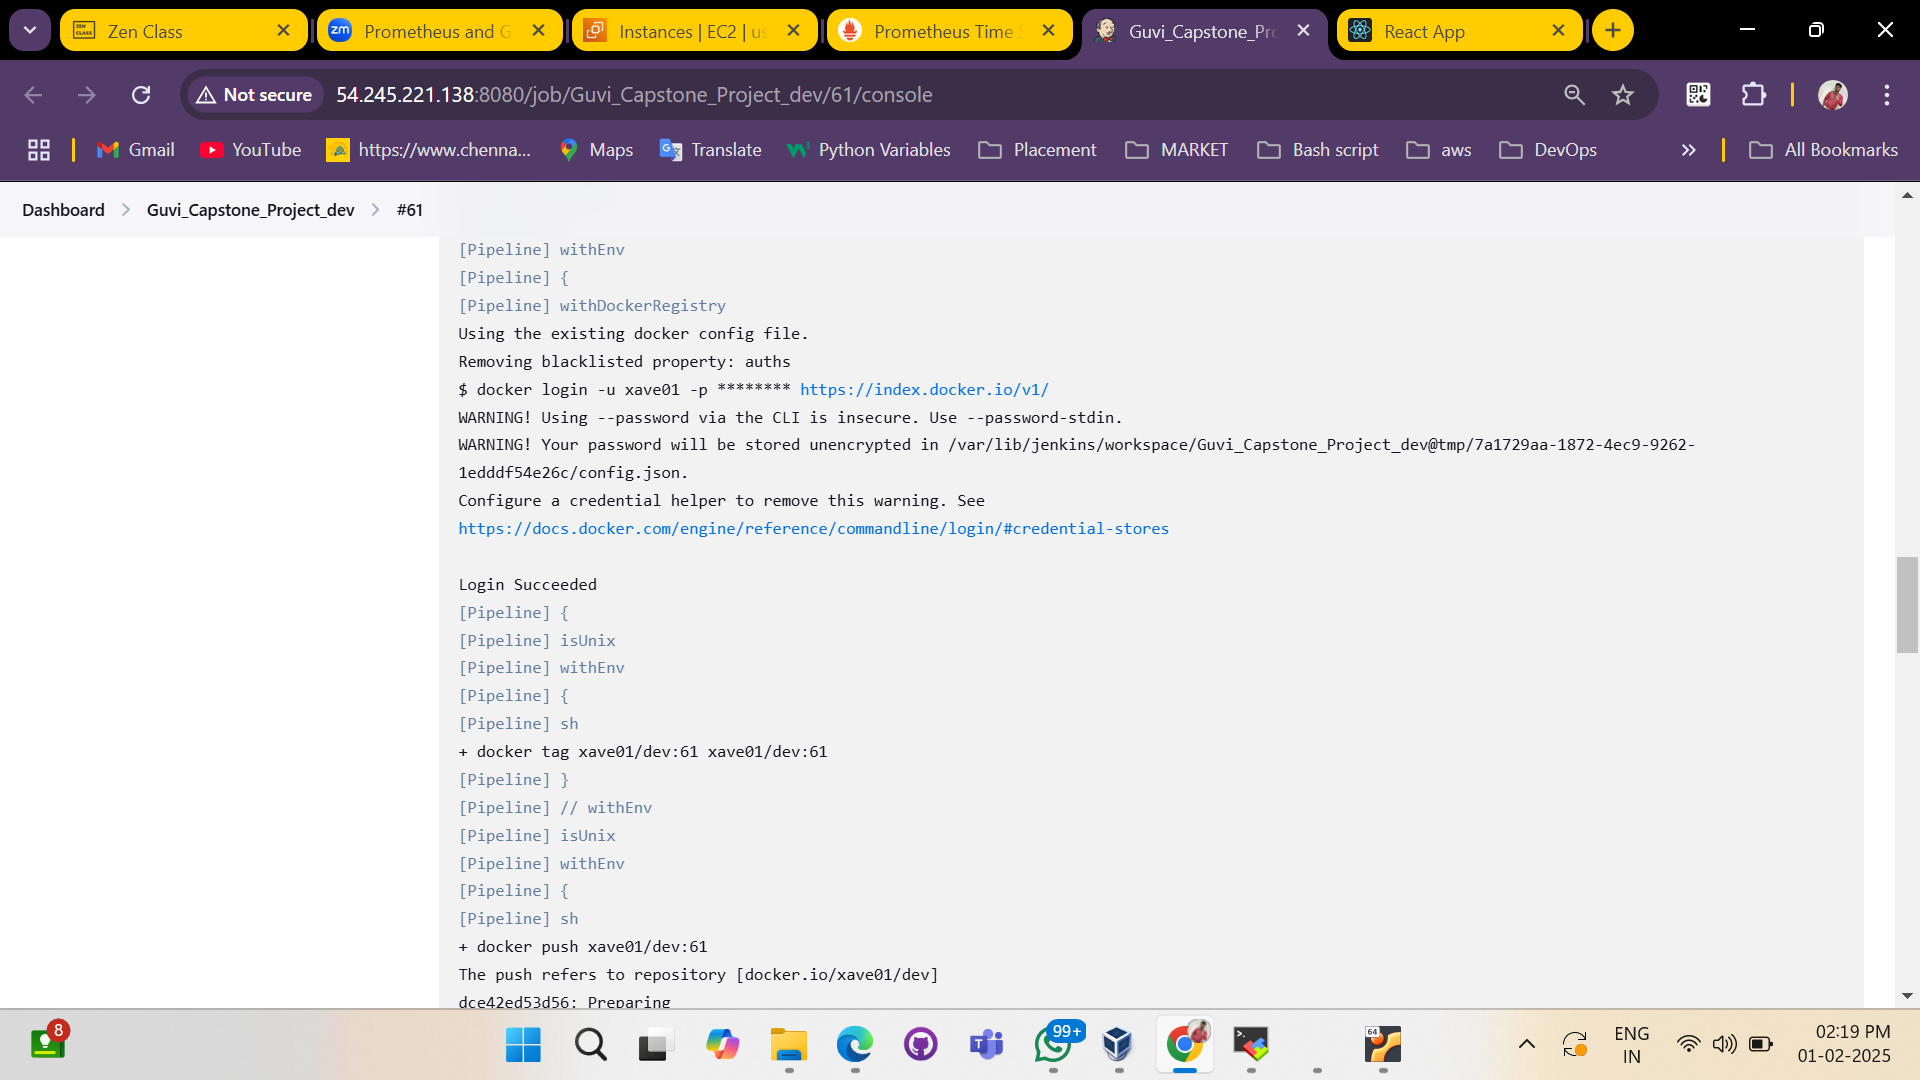 Zen Class
Prometheus and G
Instances | EC2 | us
Prometheus Time S
Guvi_Capstone_Pro
React App
Not secure
54.245.221.138:8080/job/Guvi_Capstone_Project_dev/61/console
Gmail
YouTube
https://www.chenna...
Maps
Translate
Python Variables
Placement
MARKET
Bash script
aws
DevOps
All Bookmarks
Dashboard
Guvi_Capstone_Project_dev
#61
[Pipeline] withEnv
[Pipeline] {
[Pipeline] withDockerRegistry
Using the existing docker config file.
Removing blacklisted property: auths
$ docker login -u xave01 -p ******** https://index.docker.io/v1/
WARNING! Using --password via the CLI is insecure. Use --password-stdin.
WARNING! Your password will be stored unencrypted in /var/lib/jenkins/workspace/Guvi_Capstone_Project_dev@tmp/7a1729aa-1872-4ec9-9262-
1edddf54e26c/config.json.
Configure a credential helper to remove this warning. See
https://docs.docker.com/engine/reference/commandline/login/#credential-stores
Login Succeeded
[Pipeline] {
[Pipeline] isUnix
[Pipeline] withEnv
[Pipeline] {
[Pipeline] sh
+ docker tag xave01/dev:61 xave01/dev:61
[Pipeline] }
[Pipeline] // withEnv
[Pipeline] isUnix
[Pipeline] withEnv
[Pipeline] {
[Pipeline] sh
+ docker push xave01/dev:61
The push refers to repository [docker.io/xave01/dev]
dce42ed53d56: Preparing
8
99+
64
ENG
IN
02:19 PM
01-02-2025